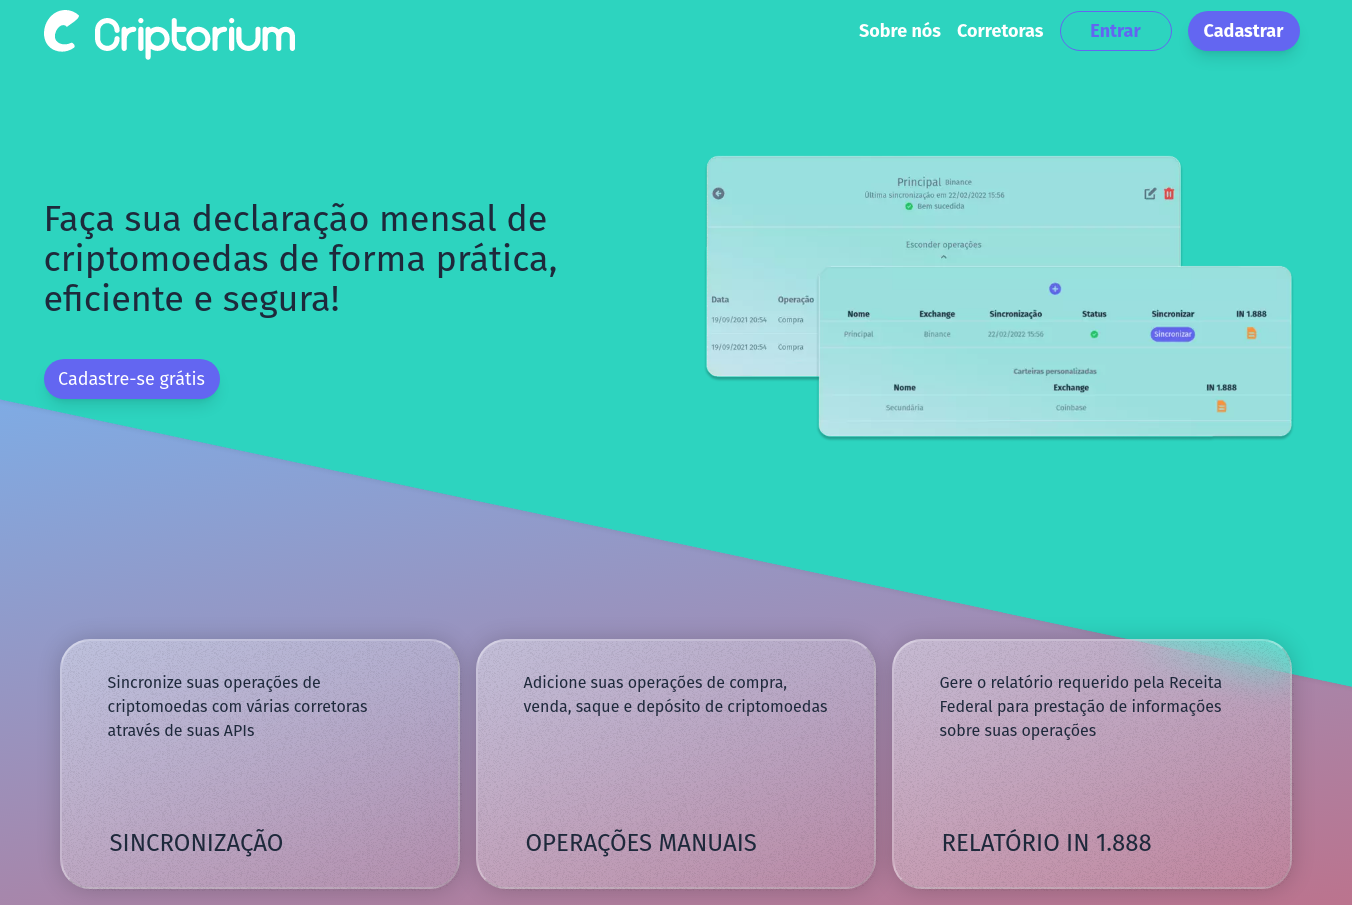 Criptorium
Sobre nós
Corretoras
Entrar
Cadastrar
Faça sua declaração mensal de
criptomoedas de forma prática,
eficiente e segura!
Cadastre-se grátis
Principal Binance
Última sincronização em 22/02/2022 15:56
Bem sucedida
Esconder operações
Data Operação
19/09/2021 20:54 Compra
19/09/2021 20:54 Compra
Nome Exchange Sincronização Status Sincronizar IN 1.888
Principal Binance 22/02/2022 15:56 Sincronizar
Carteiras personalizadas
Nome Exchange IN 1.888
Secundária Coinbase
Sincronize suas operações de
criptomoedas com várias corretoras
através de suas APIs
SINCRONIZAÇÃO
Adicione suas operações de compra,
venda, saque e depósito de criptomoedas
OPERAÇÕES MANUAIS
Gere o relatório requerido pela Receita
Federal para prestação de informações
sobre suas operações
RELATÓRIO IN 1.888